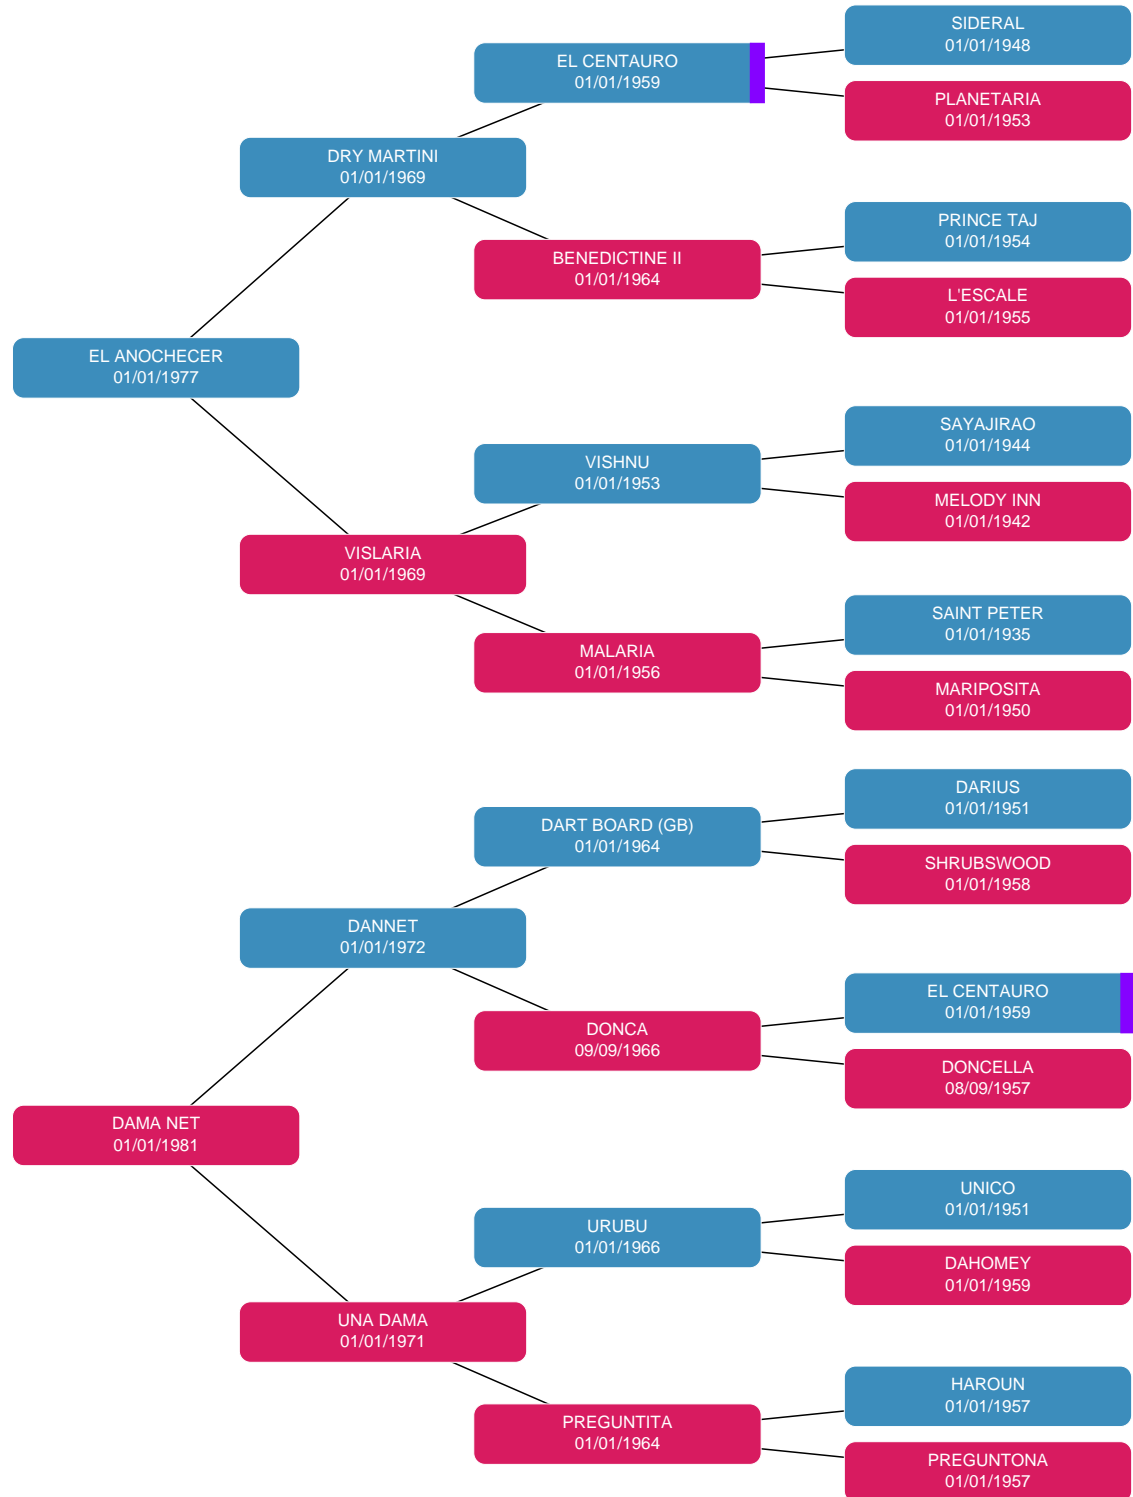 SIDERAL
01/01/1948
EL CENTAURO
01/01/1959
PLANETARIA
01/01/1953
DRY MARTINI
01/01/1969
PRINCE TAJ
01/01/1954
BENEDICTINE II
01/01/1964
L'ESCALE
01/01/1955
EL ANOCHECER
01/01/1977
SAYAJIRAO
01/01/1944
VISHNU
01/01/1953
MELODY INN
01/01/1942
VISLARIA
01/01/1969
SAINT PETER
01/01/1935
MALARIA
01/01/1956
MARIPOSITA
01/01/1950
DARIUS
01/01/1951
DART BOARD (GB)
01/01/1964
SHRUBSWOOD
01/01/1958
DANNET
01/01/1972
EL CENTAURO
01/01/1959
DONCA
09/09/1966
DONCELLA
08/09/1957
DAMA NET
01/01/1981
UNICO
01/01/1951
URUBU
01/01/1966
DAHOMEY
01/01/1959
UNA DAMA
01/01/1971
HAROUN
01/01/1957
PREGUNTITA
01/01/1964
PREGUNTONA
01/01/1957